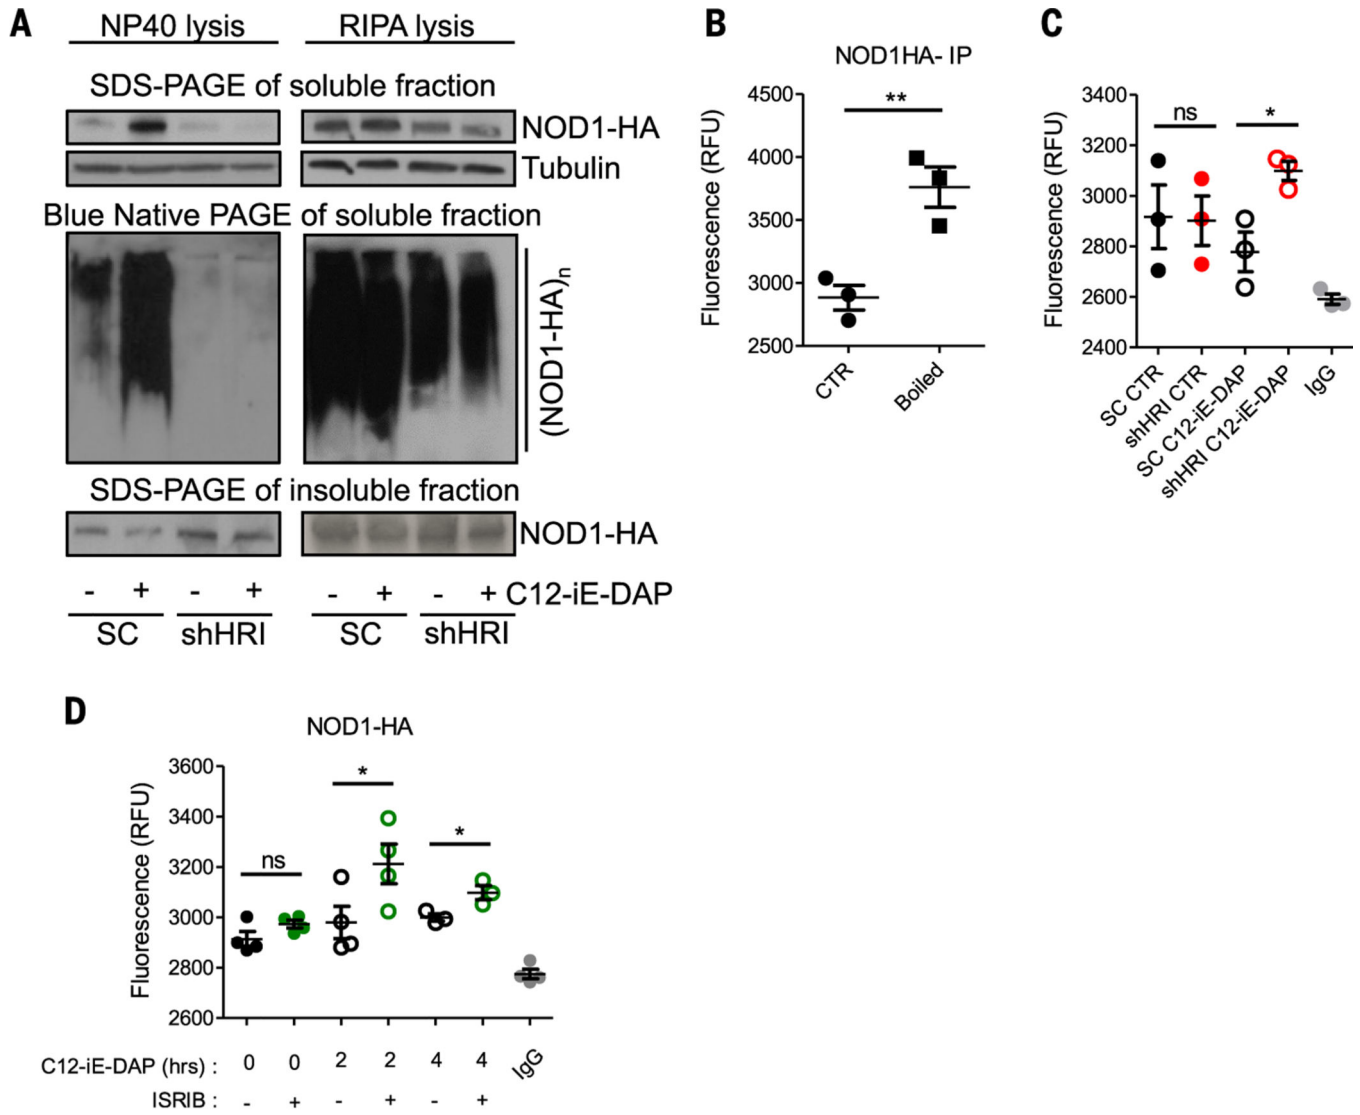 A
NP40 lysis
RIPA lysis
SDS-PAGE of soluble fraction
NOD1-HA
Tubulin
Blue Native PAGE of soluble fraction
(NOD1-HA)n
SDS-PAGE of insoluble fraction
NOD1-HA
- + - + - + - + C12-iE-DAP
SC shHRI SC shHRI
B
NOD1HA- IP
Fluorescence (RFU)
4500
4000
3500
3000
2500
**
CTR
Boiled
C
Fluorescence (RFU)
3400
3200
3000
2800
2600
2400
ns
*
SC CTR
shHRI CTR
SC C12-iE-DAP
shHRI C12-iE-DAP
IgG
D
NOD1-HA
Fluorescence (RFU)
3600
3400
3200
3000
2800
2600
ns
*
*
C12-iE-DAP (hrs) : 0 0 2 2 4 4 IgG
ISRIB : - + - + - +